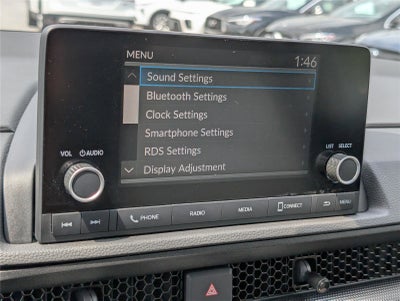 MENU 1:46
Sound Settings
Bluetooth Settings
Clock Settings
Smartphone Settings
RDS Settings
Display Adjustment
VOL AUDIO
LIST SELECT
PHONE RADIO MEDIA CONNECT MENU